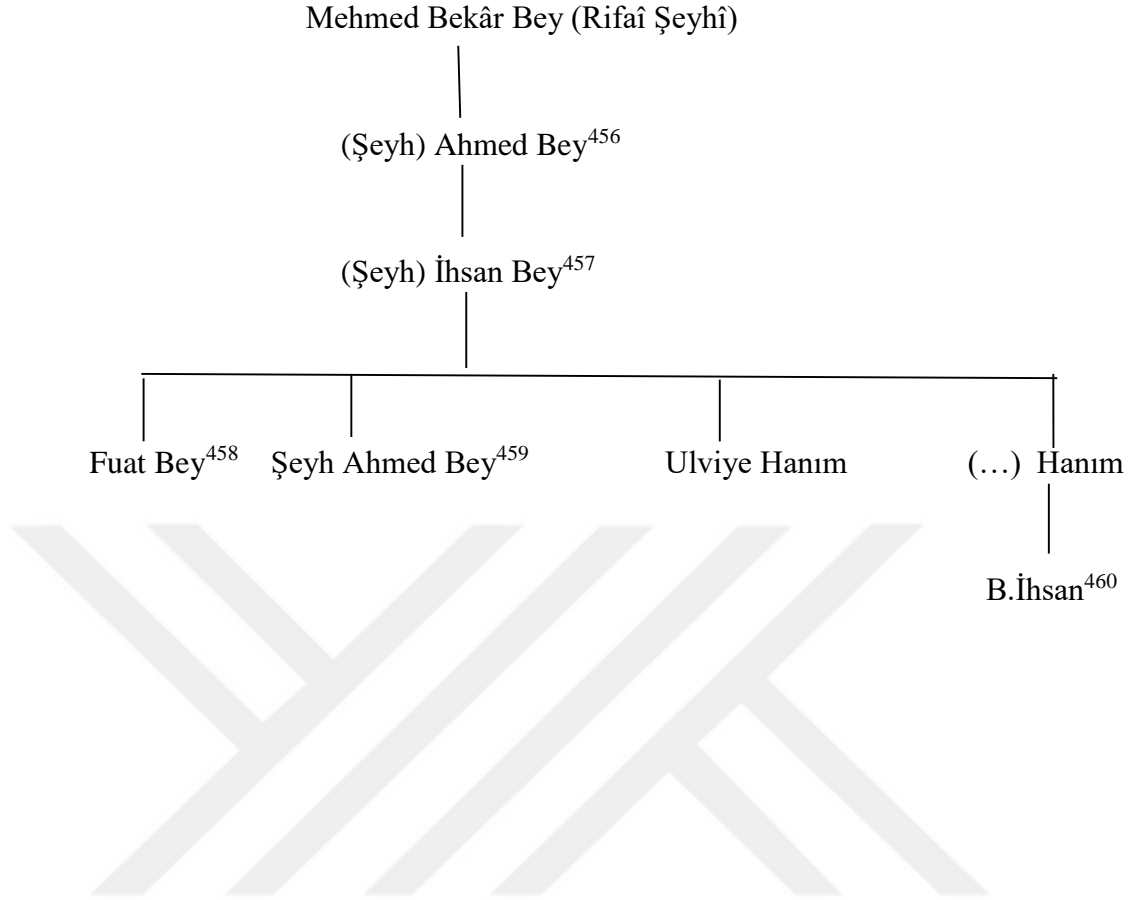 Mehmed Bekâr Bey (Rifaî Şeyhî)
(Şeyh) Ahmed Bey456
(Şeyh) İhsan Bey457
Fuat Bey458 Şeyh Ahmed Bey459 Ulviye Hanım (…) Hanım
B.İhsan460